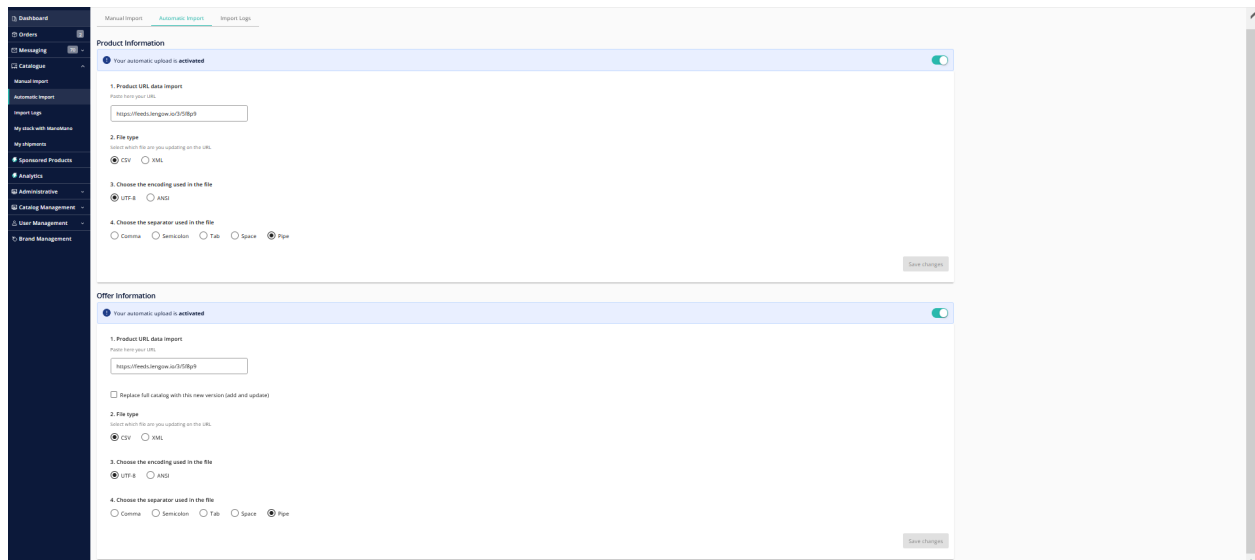 Dashboard
Orders
Messaging
Catalogue
Manual Import
Automatic Import
Import Logs
My stock with ManoMano
My shipments
Sponsored Products
Analytics
Administrative
Catalog Management
User Management
Brand Management
Manual Import Automatic Import Import Logs
Product Information
Your automatic upload is activated
1. Product URL data import
Paste here your URL
https://feeds.lengow.io/3/5f8p9
2. File type
Select which file are you updating on the URL
CSV XML
3. Choose the encoding used in the file
UTF-8 ANSI
4. Choose the separator used in the file
Comma Semicolon Tab Space Pipe
Save changes
Offer Information
Your automatic upload is activated
1. Product URL data import
Paste here your URL
https://feeds.lengow.io/3/5f8p9
Replace full catalog with this new version (add and update)
2. File type
Select which file are you updating on the URL
CSV XML
3. Choose the encoding used in the file
UTF-8 ANSI
4. Choose the separator used in the file
Comma Semicolon Tab Space Pipe
Save changes